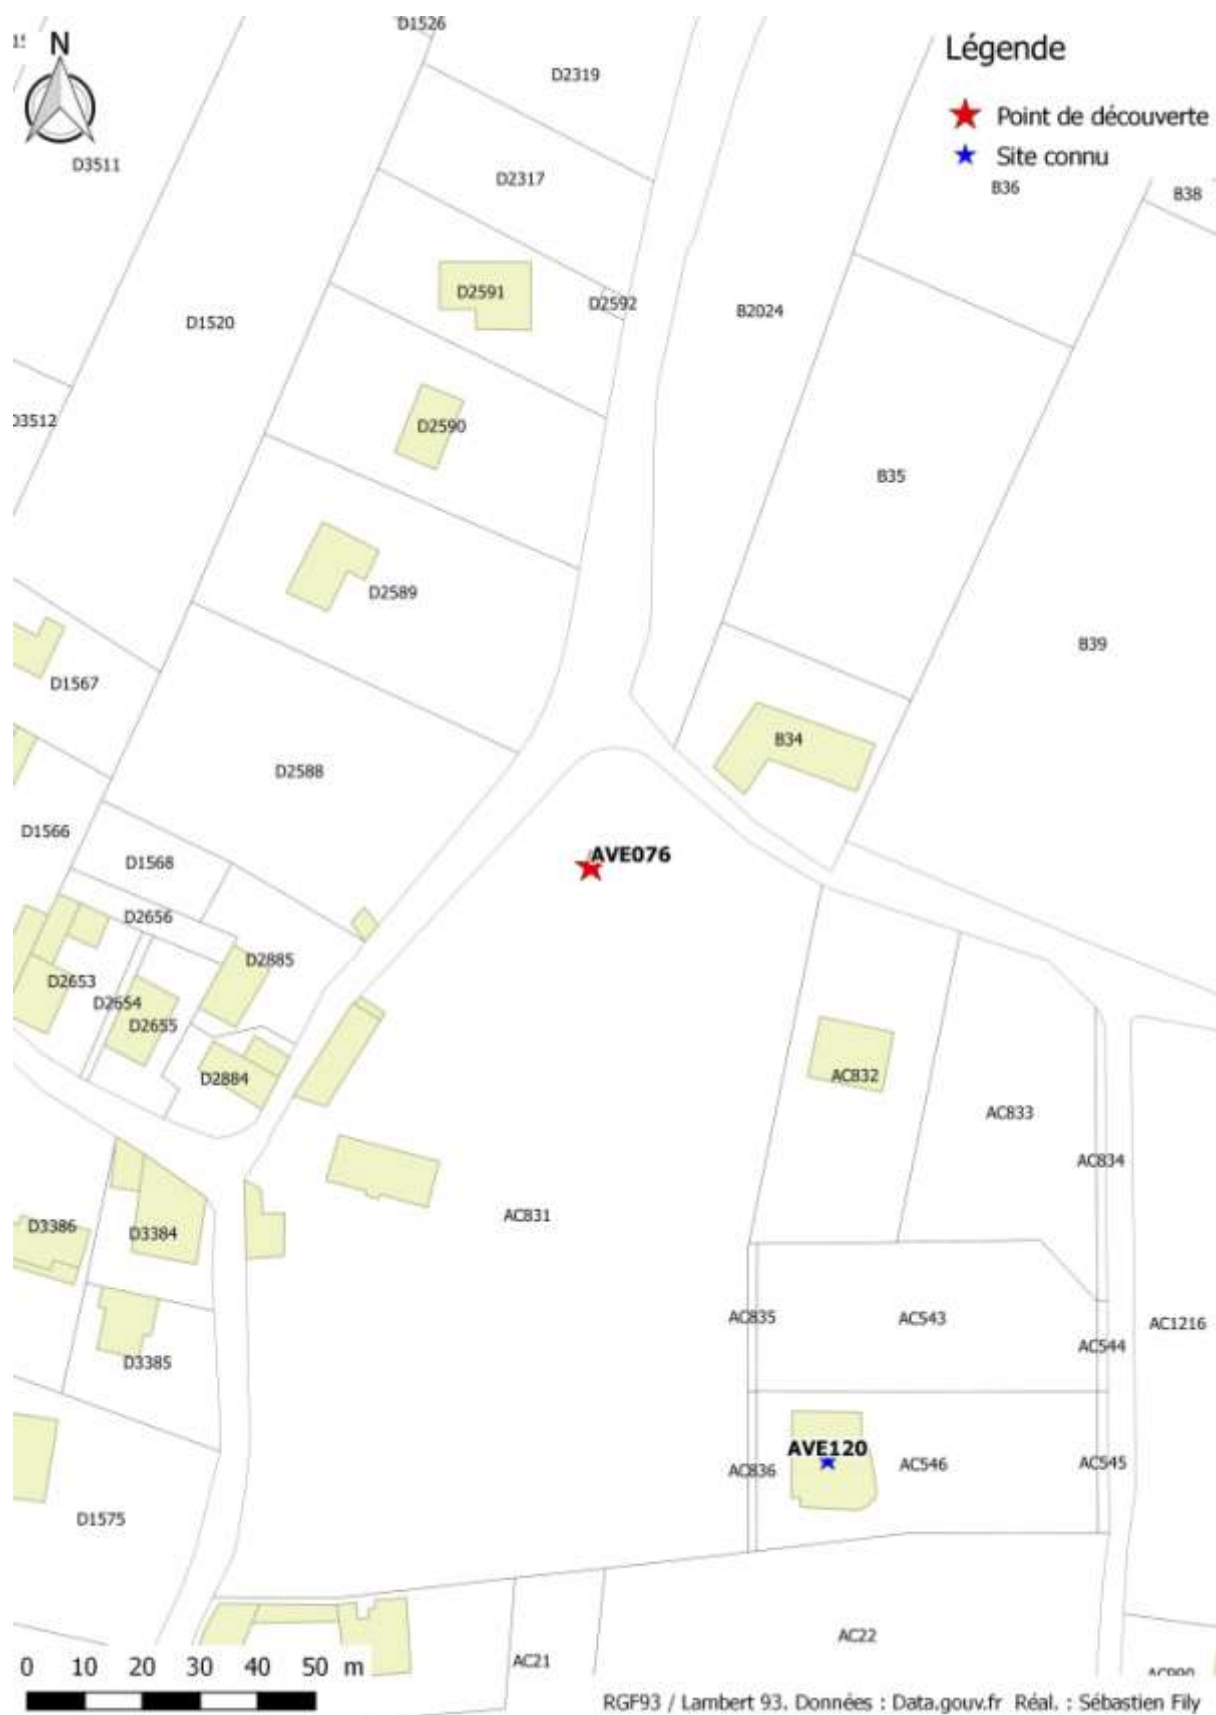 N
Légende
Point de découverte
Site connu
D1526
D2319
D3511
D2317
B36
B38
D2591
D2592
B2024
D1520
D3512
D2590
B35
D2589
B39
D1567
B34
D2588
D1566
D1568
AVE076
D2656
D2885
D2653
D2654
D2655
D2884
AC832
AC833
AC834
D3386
D3384
AC831
AC835
AC543
AC544
AC1216
D3385
AVE120
AC836
AC546
AC545
D1575
AC22
AC21
0 10 20 30 40 50 m
RGF93 / Lambert 93. Données : Data.gouv.fr Réal. : Sébastien Fily